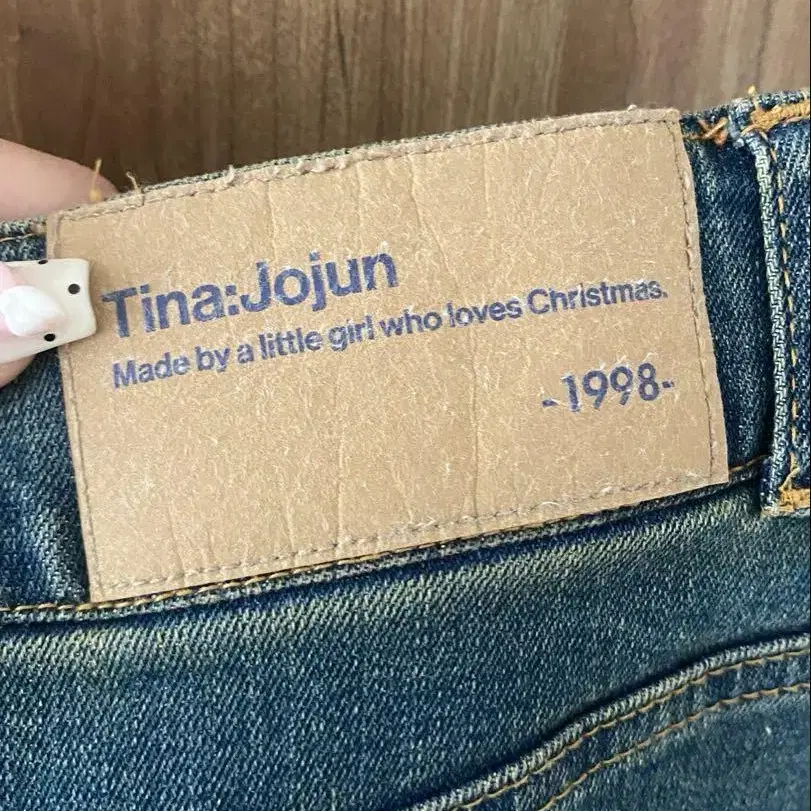 Tina:Jojun
Made by a little girl who loves Christmas.
-1998-